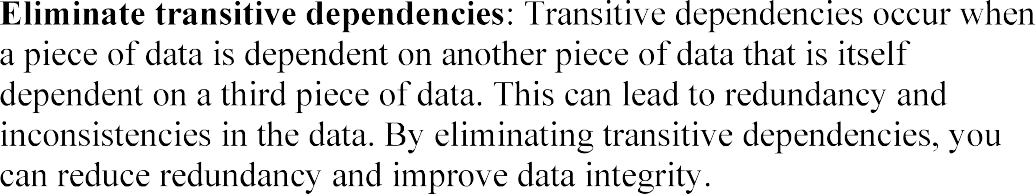 Eliminate transitive dependencies: Transitive dependencies occur when
a piece of data is dependent on another piece of data that is itself
dependent on a third piece of data. This can lead to redundancy and
inconsistencies in the data. By eliminating transitive dependencies, you
can reduce redundancy and improve data integrity.